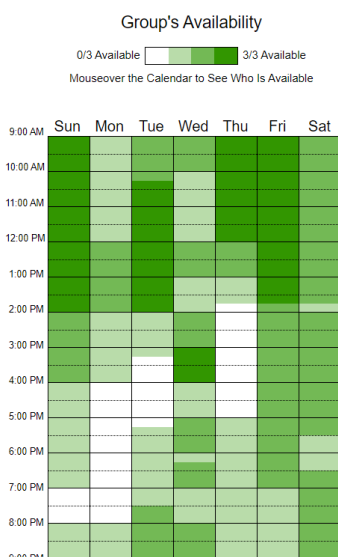 Group's Availability
0/3 Available 3/3 Available
Mouseover the Calendar to See Who Is Available
Sun Mon Tue Wed Thu Fri Sat
9:00 AM
10:00 AM
11:00 AM
12:00 PM
1:00 PM
2:00 PM
3:00 PM
4:00 PM
5:00 PM
6:00 PM
7:00 PM
8:00 PM